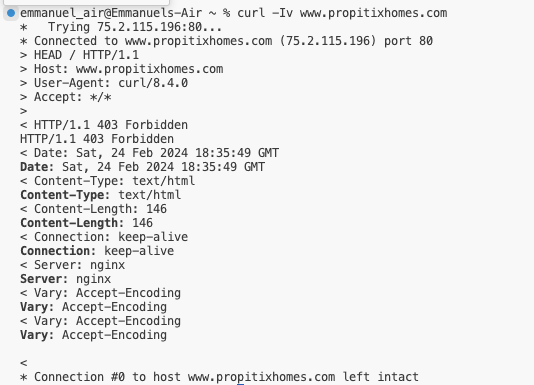 emmanuel_air@Emmanuels-Air ~ % curl -Iv www.propitixhomes.com
*   Trying 75.2.115.196:80...
* Connected to www.propitixhomes.com (75.2.115.196) port 80
> HEAD / HTTP/1.1
> Host: www.propitixhomes.com
> User-Agent: curl/8.4.0
> Accept: */*
>
< HTTP/1.1 403 Forbidden
HTTP/1.1 403 Forbidden
< Date: Sat, 24 Feb 2024 18:35:49 GMT
Date: Sat, 24 Feb 2024 18:35:49 GMT
< Content-Type: text/html
Content-Type: text/html
< Content-Length: 146
Content-Length: 146
< Connection: keep-alive
Connection: keep-alive
< Server: nginx
Server: nginx
< Vary: Accept-Encoding
Vary: Accept-Encoding
< Vary: Accept-Encoding
Vary: Accept-Encoding

<
* Connection #0 to host www.propitixhomes.com left intact